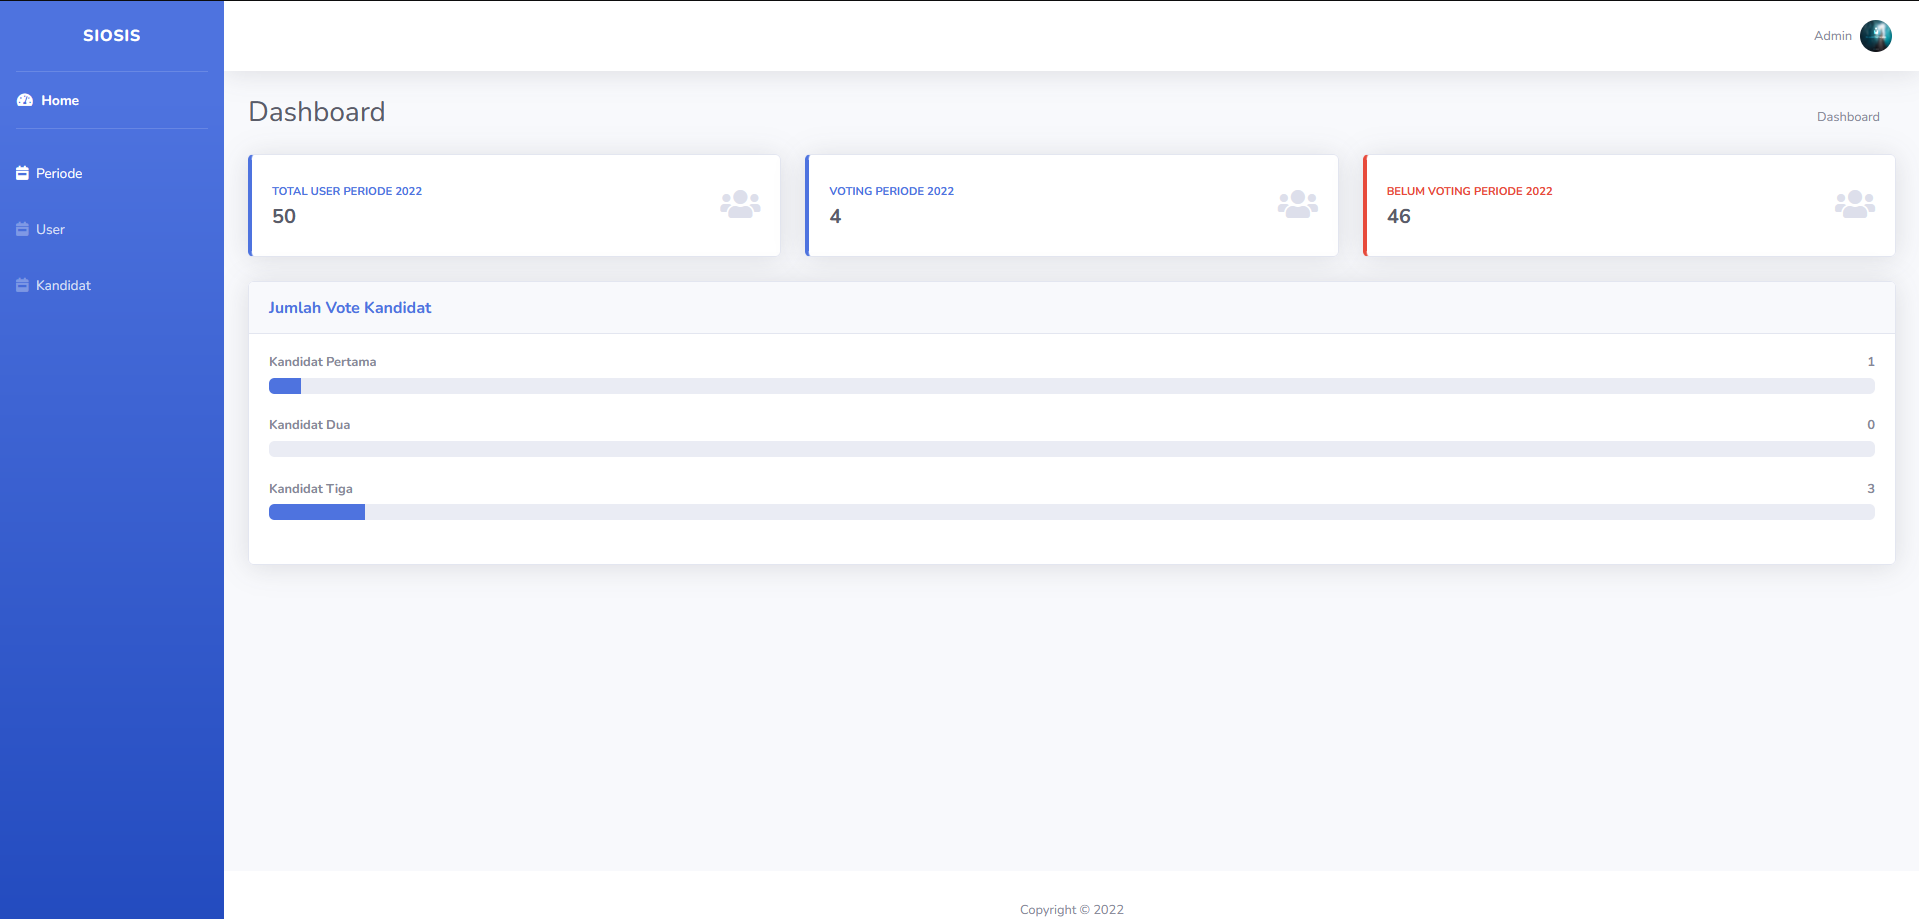 SIOSIS
Admin
Home
Periode
User
Kandidat
Dashboard
Dashboard
TOTAL USER PERIODE 2022
50
VOTING PERIODE 2022
4
BELUM VOTING PERIODE 2022
46
Jumlah Vote Kandidat
Kandidat Pertama 1
Kandidat Dua 0
Kandidat Tiga 3
Copyright © 2022